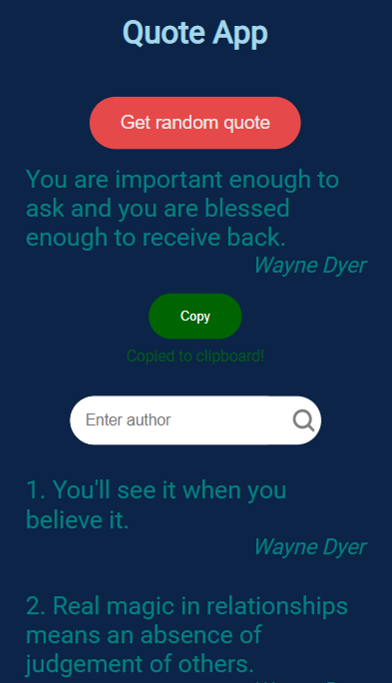 Quote App
Get random quote
You are important enough to
ask and you are blessed
enough to receive back.
Wayne Dyer
Copy
Copied to clipboard!
Enter author
1. You'll see it when you
believe it.
Wayne Dyer
2. Real magic in relationships
means an absence of
judgement of others.